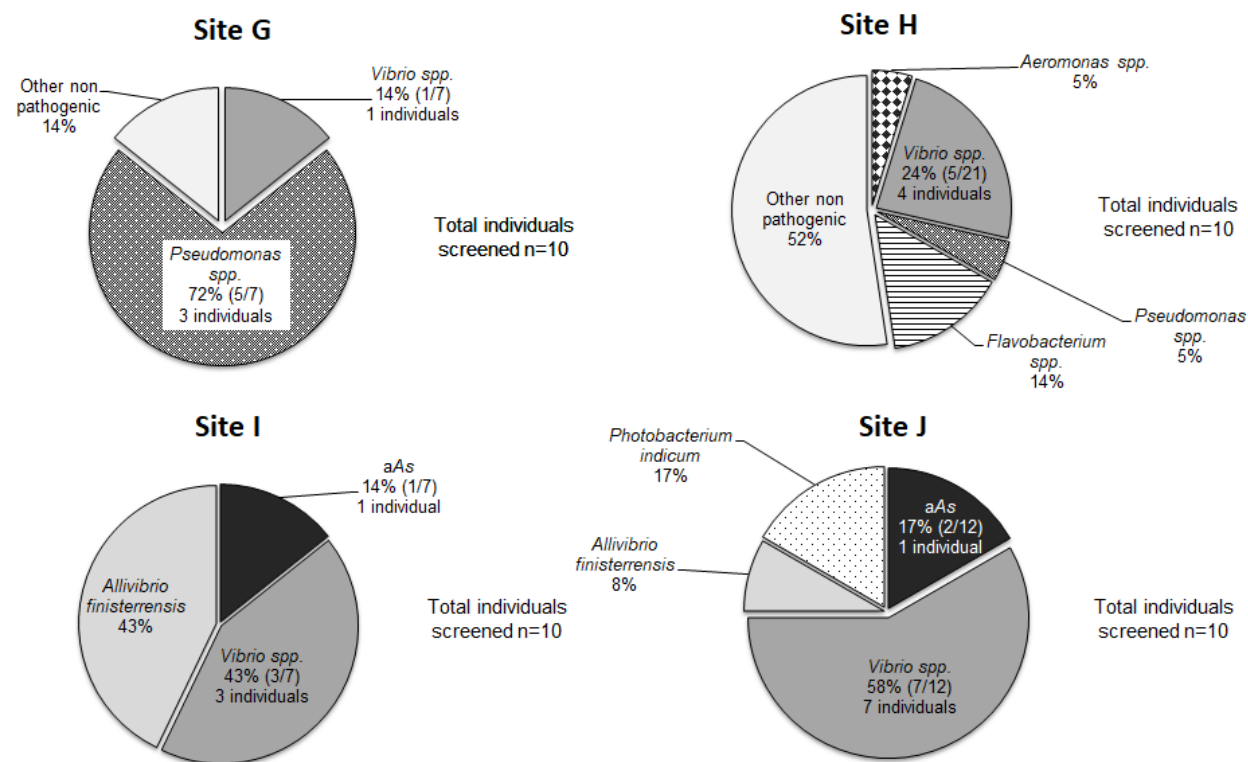 Site G
Other non
pathogenic
14%
Vibrio spp.
14% (1/7)
1 individuals
Pseudomonas
spp.
72% (5/7)
3 individuals
Total individuals
screened n=10
Site H
Aeromonas spp.
5%
Vibrio spp.
24% (5/21)
4 individuals
Other non
pathogenic
52%
Total individuals
screened n=10
Pseudomonas
spp.
5%
Flavobacterium
spp.
14%
Site I
aAs
14% (1/7)
1 individual
Allivibrio
finisterrensis
43%
Vibrio spp.
43% (3/7)
3 individuals
Total individuals
screened n=10
Site J
Photobacterium
indicum
17%
aAs
17% (2/12)
1 individual
Allivibrio
finisterrensis
8%
Vibrio spp.
58% (7/12)
7 individuals
Total individuals
screened n=10